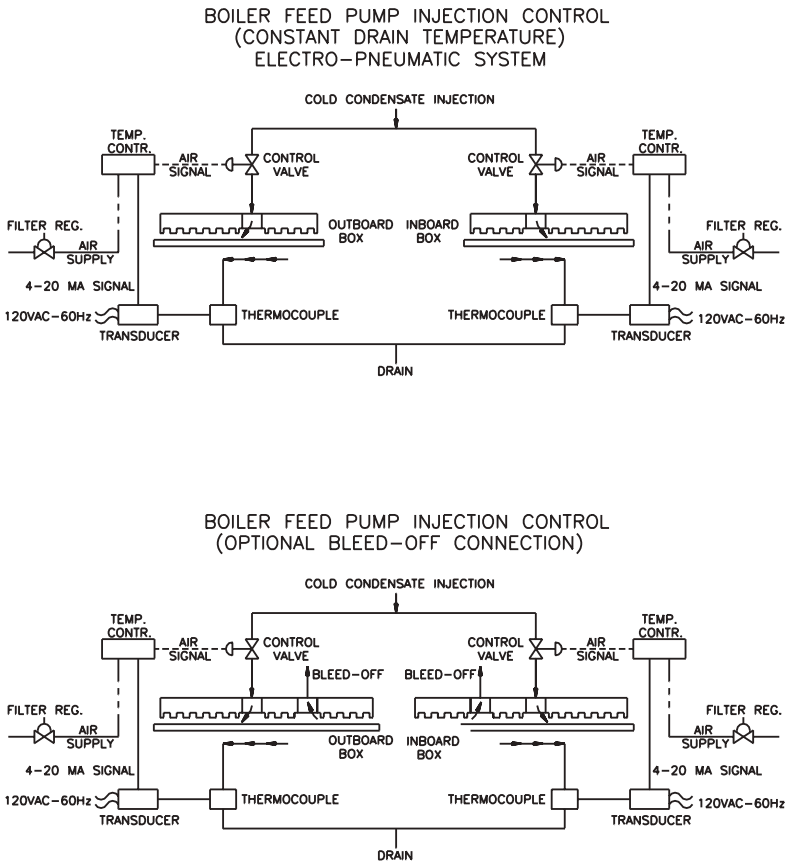 BOILER FEED PUMP INJECTION CONTROL
(CONSTANT DRAIN TEMPERATURE)
ELECTRO-PNEUMATIC SYSTEM
COLD CONDENSATE INJECTION
TEMP.
CONTR.
AIR
SIGNAL
CONTROL
VALVE
CONTROL
VALVE
AIR
SIGNAL
TEMP.
CONTR.
FILTER REG.
AIR
SUPPLY
OUTBOARD
BOX
INBOARD
BOX
FILTER REG.
AIR
SUPPLY
4-20 MA SIGNAL
4-20 MA SIGNAL
120VAC-60Hz
TRANSDUCER
THERMOCOUPLE
THERMOCOUPLE
TRANSDUCER
120VAC-60Hz
DRAIN
BOILER FEED PUMP INJECTION CONTROL
(OPTIONAL BLEED-OFF CONNECTION)
COLD CONDENSATE INJECTION
TEMP.
CONTR.
AIR
SIGNAL
CONTROL
VALVE
CONTROL
VALVE
AIR
SIGNAL
TEMP.
CONTR.
BLEED-OFF
BLEED-OFF
FILTER REG.
AIR
SUPPLY
OUTBOARD
BOX
INBOARD
BOX
FILTER REG.
AIR
SUPPLY
4-20 MA SIGNAL
4-20 MA SIGNAL
120VAC-60Hz
TRANSDUCER
THERMOCOUPLE
THERMOCOUPLE
TRANSDUCER
120VAC-60Hz
DRAIN